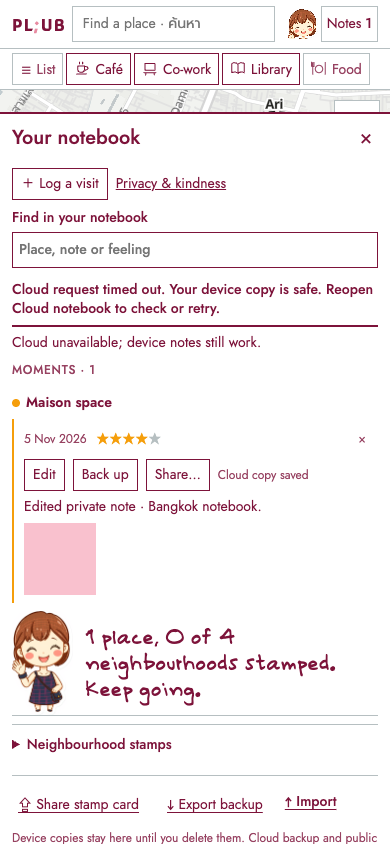 PL;UB
Find a place · ค้นหา
Notes 1
List
Café
Co-work
Library
Food
Ari
Your notebook
×
+ Log a visit
Privacy & kindness
Find in your notebook
Place, note or feeling
Cloud request timed out. Your device copy is safe. Reopen
Cloud notebook to check or retry.
Cloud unavailable; device notes still work.
MOMENTS · 1
Maison space
5 Nov 2026 ★★★★★ ×
Edit
Back up
Share...
Cloud copy saved
Edited private note · Bangkok notebook.
1 place, 0 of 4
neighbourhoods stamped.
Keep going.
▶ Neighbourhood stamps
Share stamp card
↓ Export backup
↑ Import
Device copies stay here until you delete them. Cloud backup and public